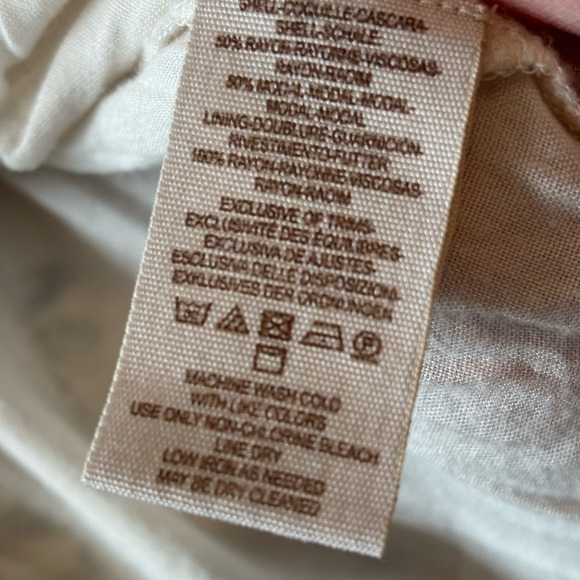 SHELL-COQUILLE-CASCARA-
SHELL-SCHALE
50% RAYON-RAYONNE-VISCOSAS-
RAYON-RAOIM
50% MODAL, MODAL-MODAL-
MODAL-MODAL
LINING-DOUBLURE-GUARNICION-
RIVESTIMENTO-FUTTER
100% RAYON-RAYONNE-VISCOSAS-
RAYON-RAOIM
EXCLUSIVE OF TRIMS.
EXCLUSIVITÉ DES ÉQUILIBRES-
EXCLUSIVA DE AJUSTES.
ESCLUSIVA DELLE DISPOSIZIONI-
EXKLUSIVES DER ORDNUNGEN
P
MACHINE WASH COLD
WITH LIKE COLORS
USE ONLY NON-CHLORINE BLEACH
LINE DRY
LOW IRON AS NEEDED
MAY BE DRY CLEANED